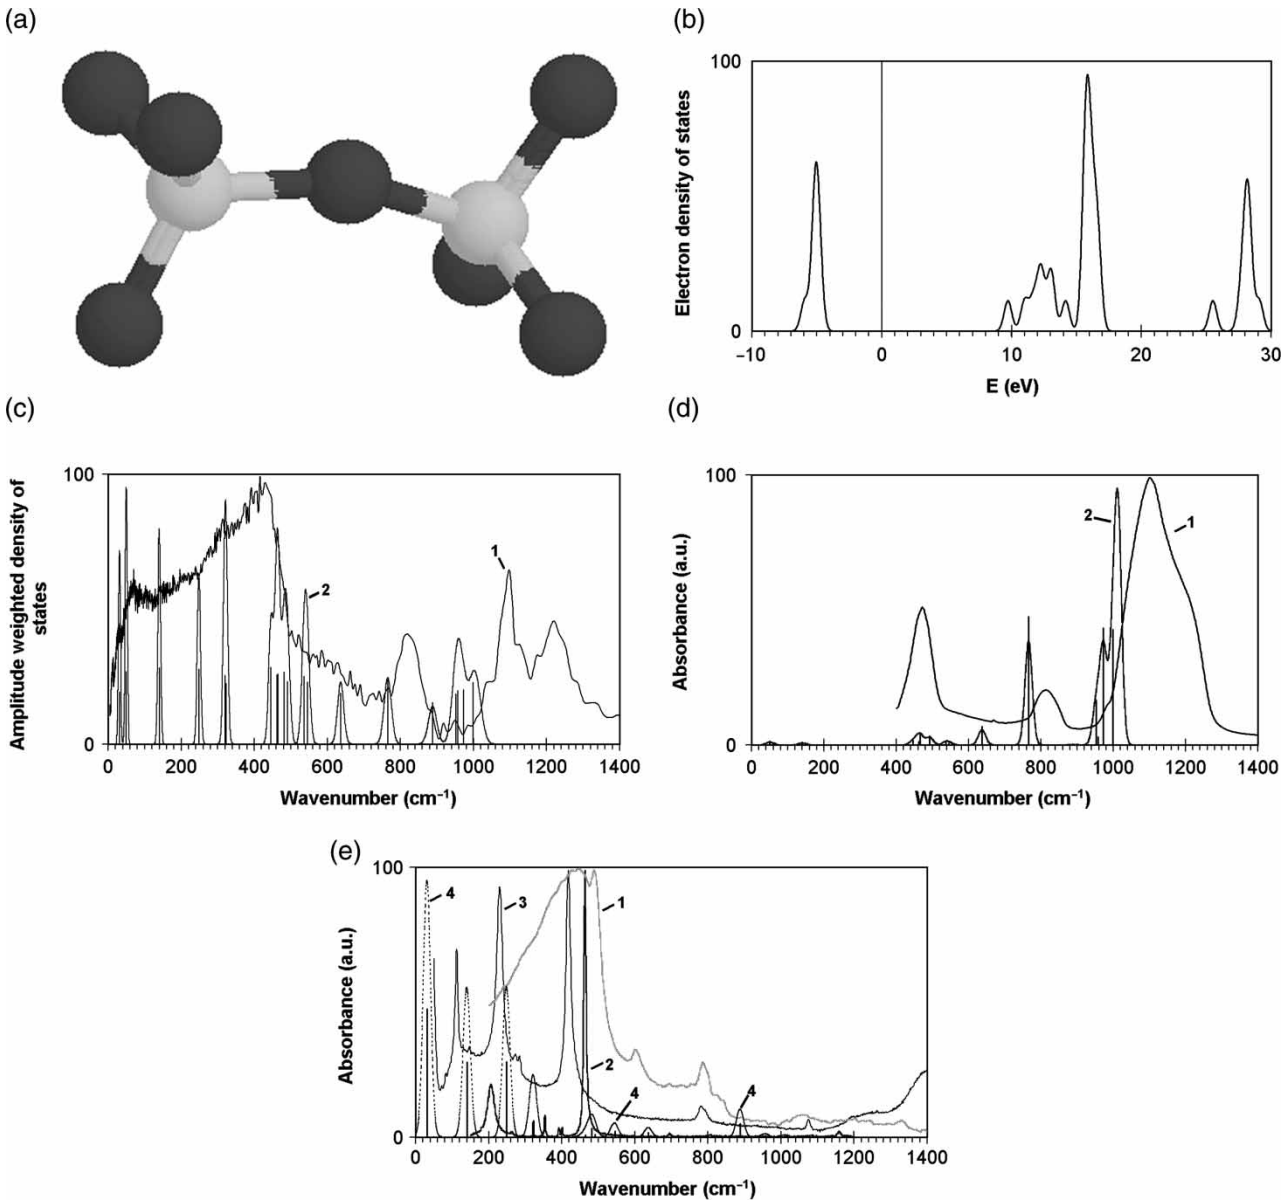 (a)
(b)
100
Electron density of states
0
−10 0 10 20 30
E (eV)
(c)
100
Amplitude weighted density of
states
1
2
0
0 200 400 600 800 1000 1200 1400
Wavenumber (cm⁻¹)
(d)
100
Absorbance (a.u.)
2
1
0
0 200 400 600 800 1000 1200 1400
Wavenumber (cm⁻¹)
(e)
100
Absorbance (a.u.)
4
3
1
2
4
4
0
0 200 400 600 800 1000 1200 1400
Wavenumber (cm⁻¹)